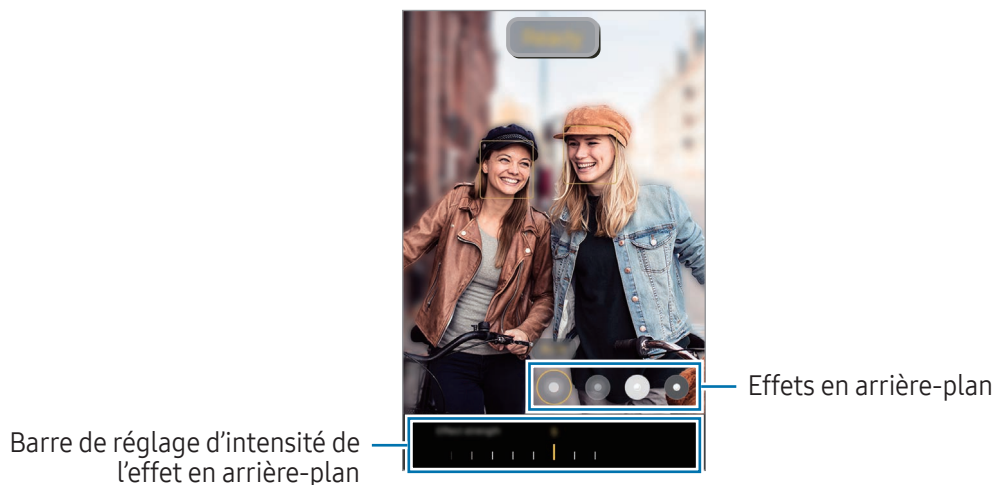 Effets en arrière-plan
Barre de réglage d'intensité de
l'effet en arrière-plan